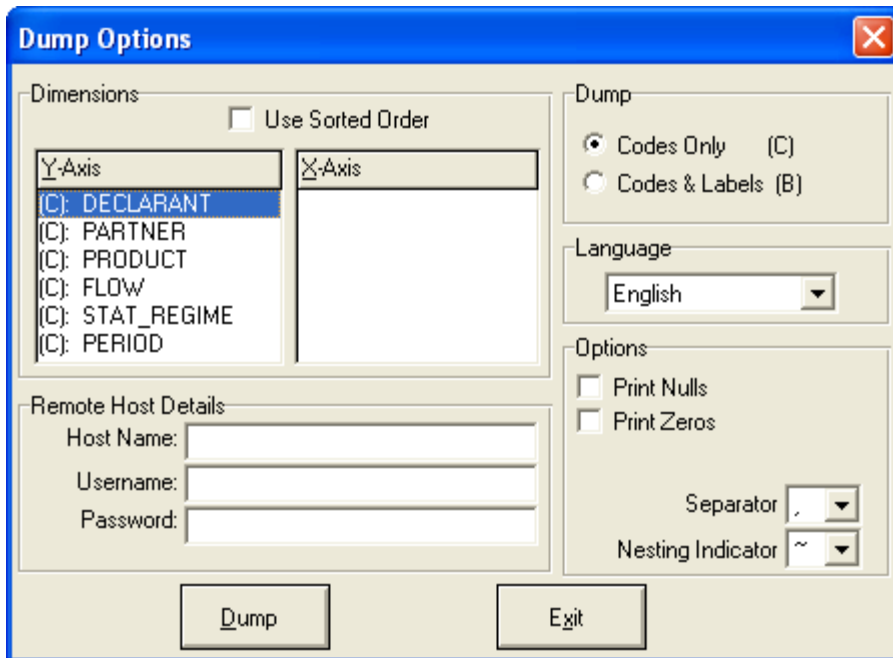 Dump Options
Dimensions
Use Sorted Order
Y-Axis
(C): DECLARANT
(C): PARTNER
(C): PRODUCT
(C): FLOW
(C): STAT_REGIME
(C): PERIOD
X-Axis
Remote Host Details
Host Name:
Username:
Password:
Dump
Codes Only (C)
Codes & Labels (B)
Language
English
Options
Print Nulls
Print Zeros
Separator ,
Nesting Indicator ~
Dump
Exit